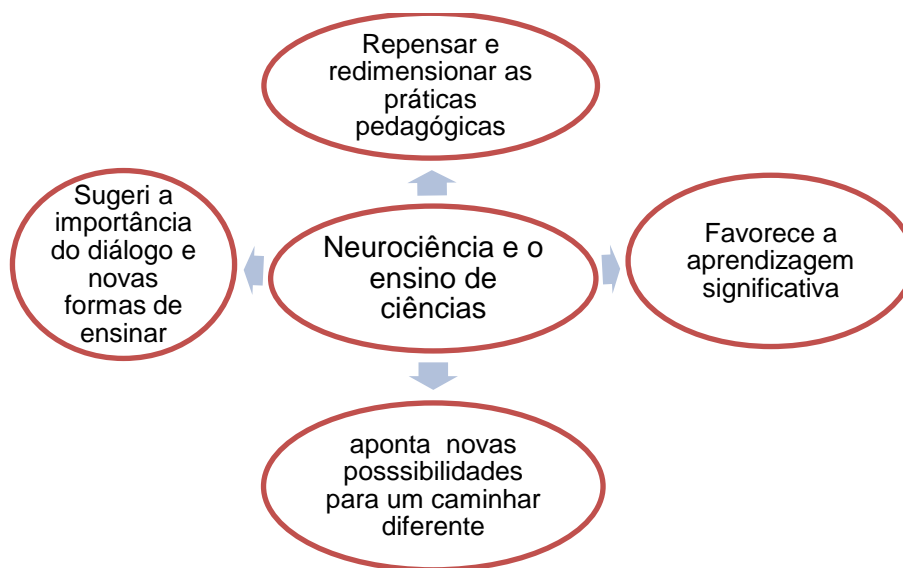 Repensar e
redimensionar as
práticas
pedagógicas
Sugeri a
importância
do diálogo e
novas
formas de
ensinar
Neurociência e o
ensino de
ciências
Favorece a
aprendizagem
significativa
aponta  novas
posssibilidades
para um caminhar
diferente